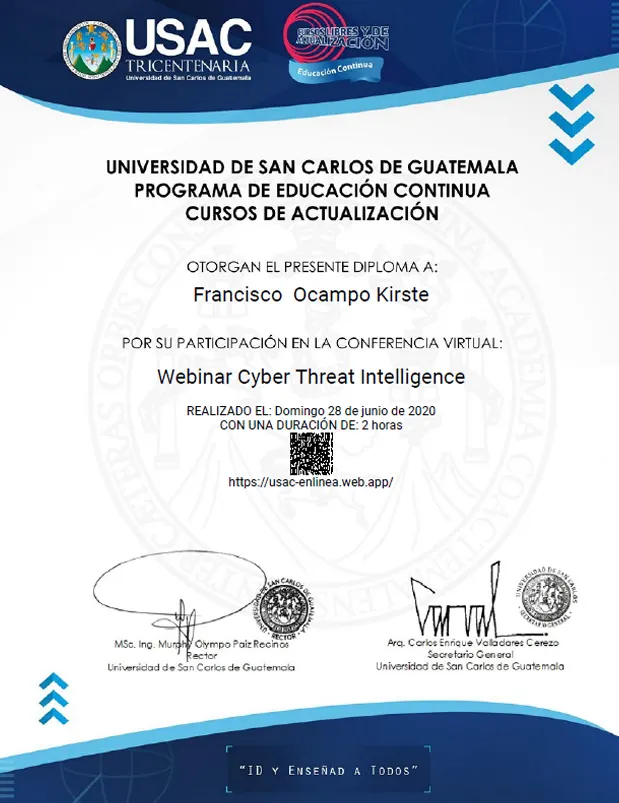 USAC
TRICENTENARIA
Universidad de San Carlos de Guatemala
CURSOS LIBRES Y DE
ACTUALIZACIÓN
Educación Continua
UNIVERSIDAD DE SAN CARLOS DE GUATEMALA
PROGRAMA DE EDUCACIÓN CONTINUA
CURSOS DE ACTUALIZACIÓN
OTORGAN EL PRESENTE DIPLOMA A:
Francisco Ocampo Kirste
POR SU PARTICIPACIÓN EN LA CONFERENCIA VIRTUAL:
Webinar Cyber Threat Intelligence
REALIZADO EL: Domingo 28 de junio de 2020
CON UNA DURACIÓN DE: 2 horas
https://usac-enlinea.web.app/
MSc. Ing. Murphy Olympo Paiz Recinos
Rector
Universidad de San Carlos de Guatemala
Arq. Carlos Enrique Valladares Cerezo
Secretario General
Universidad de San Carlos de Guatemala
"ID Y ENSEÑAD A TODOS"